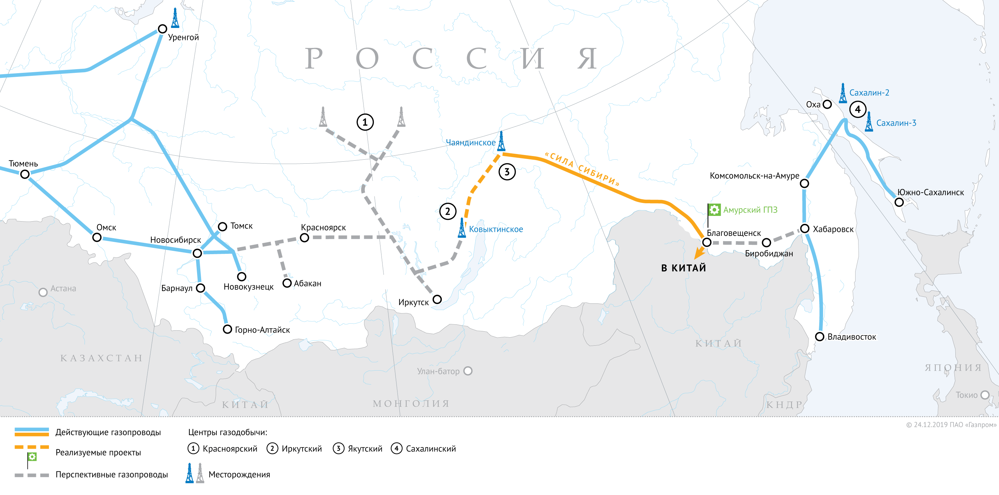 Уренгой
РОССИЯ
Сахалин-2
Оха
4
Сахалин-3
1
Чаяндинское
«СИЛА СИБИРИ»
Тюмень
3
Комсомольск-на-Амуре
Южно-Сахалинск
2
Амурский ГПЗ
Омск
Томск
Красноярск
Ковыктинское
Хабаровск
Новосибирск
Благовещенск
Биробиджан
В КИТАЙ
Астана
Барнаул
Новокузнецк
Абакан
Иркутск
Горно-Алтайск
Владивосток
КИТАЙ
КАЗАХСТАН
ЯПОНИЯ
Улан-батор
Токио
КИТАЙ
МОНГОЛИЯ
КНДР
© 24.12.2019 ПАО «Газпром»
Действующие газопроводы
Реализуемые проекты
Перспективные газопроводы
Центры газодобычи:
1 Красноярский 2 Иркутский 3 Якутский 4 Сахалинский
Месторождения